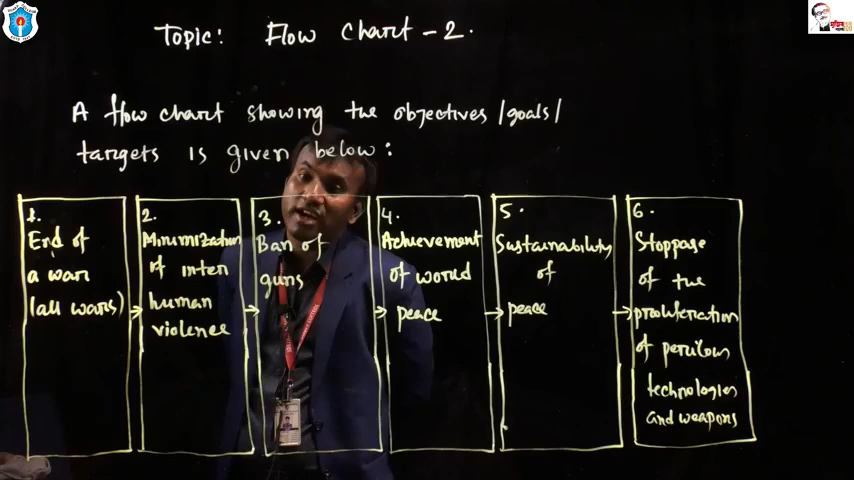 Topic: Flow Chart - 2.
A flow chart showing the objectives /goals/
targets is given below:
1.
End of
a war
(all wars)
2.
Minimization
of inter
human
violence
3.
Ban of
guns
4.
Achievement
of world
peace
5.
Sustainability
of
peace
6.
Stoppage
of the
proliferation
of perilous
technologies
and weapons